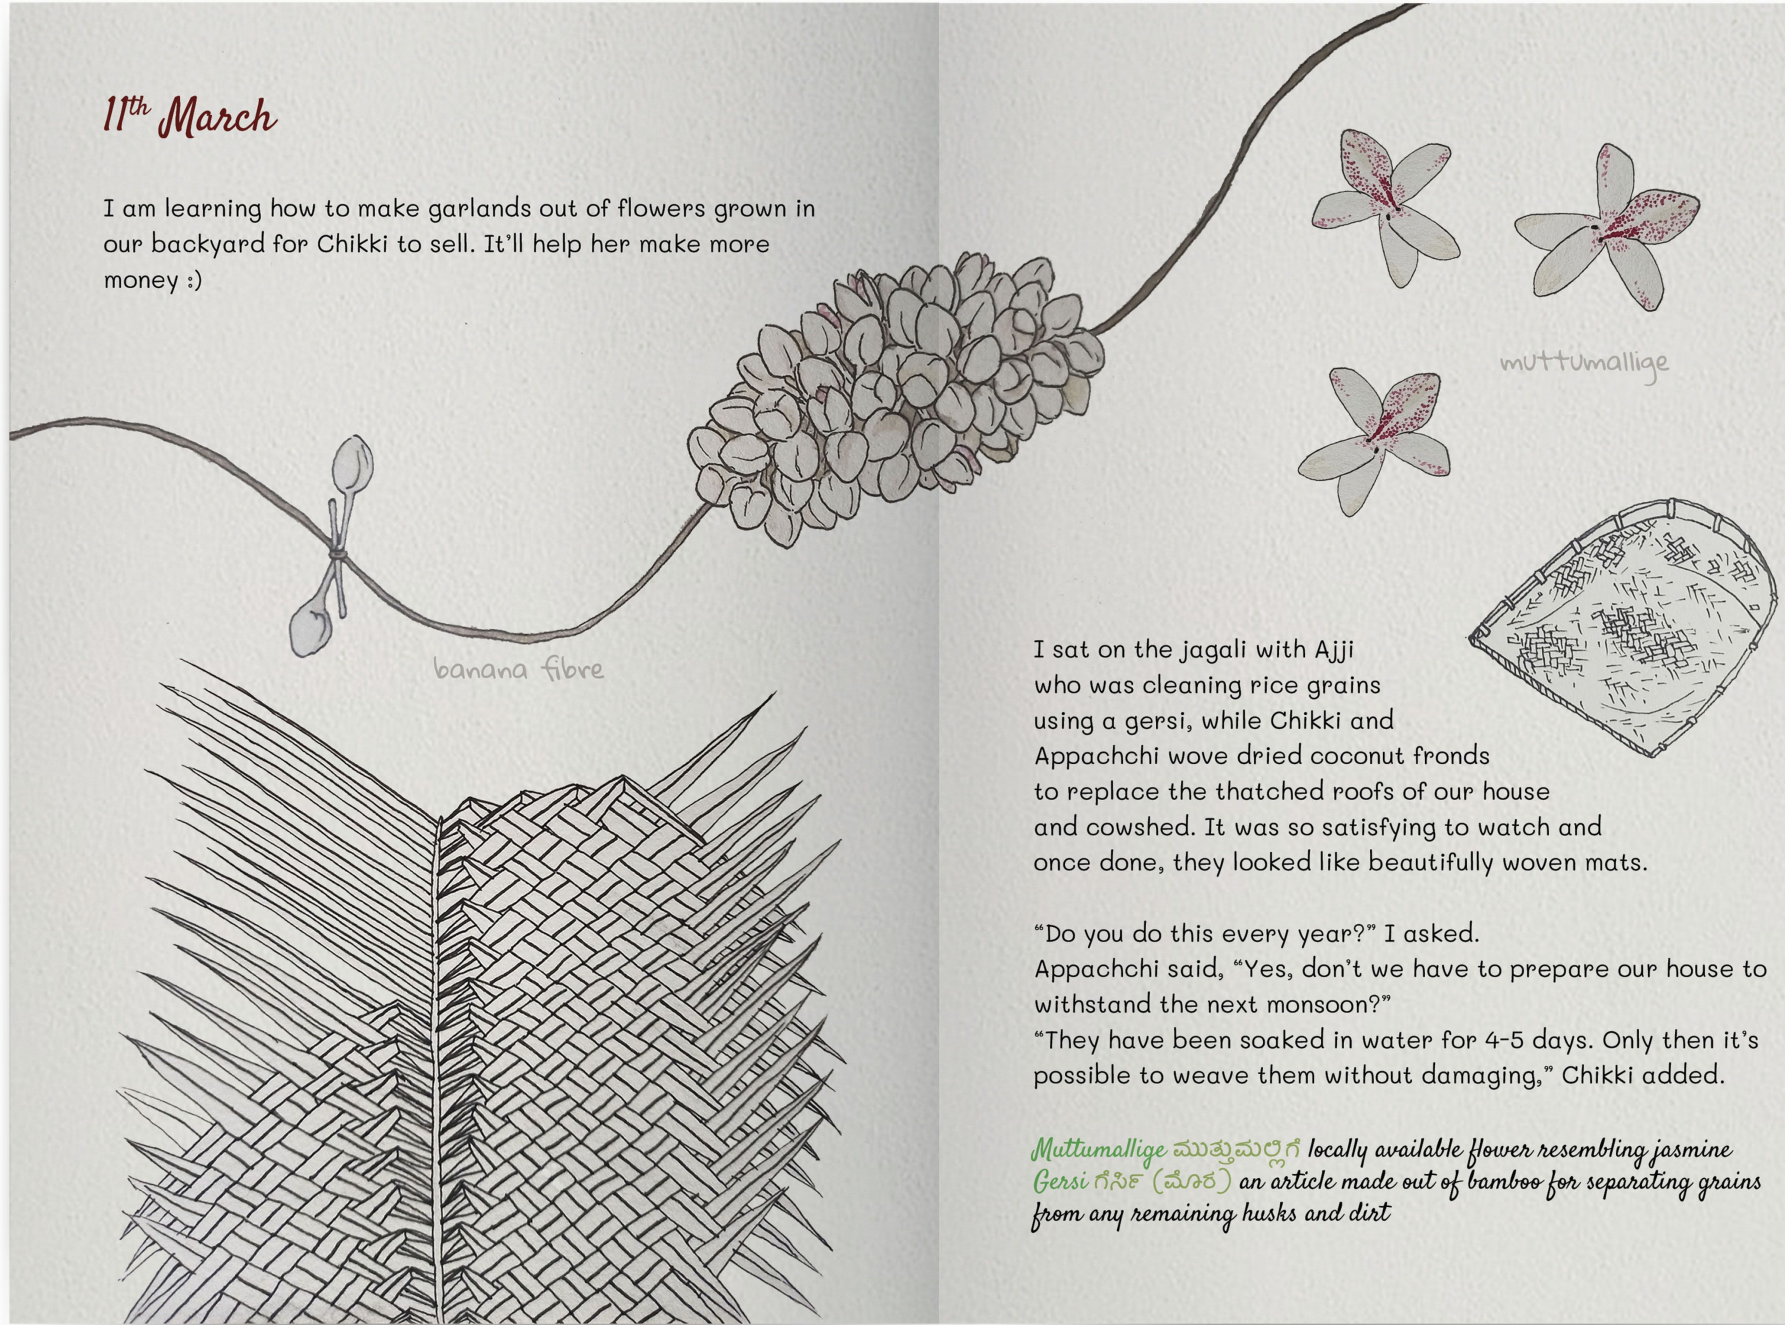 11th March
I am learning how to make garlands out of flowers grown in
our backyard for Chikki to sell. It’ll help her make more
money :)
banana fibre
muttumallige
I sat on the jagali with Ajji
who was cleaning rice grains
using a gersi, while Chikki and
Appachchi wove dried coconut fronds
to replace the thatched roofs of our house
and cowshed. It was so satisfying to watch and
once done, they looked like beautifully woven mats.
“Do you do this every year?” I asked.
Appachchi said, “Yes, don’t we have to prepare our house to
withstand the next monsoon?”
“They have been soaked in water for 4-5 days. Only then it’s
possible to weave them without damaging,” Chikki added.
Muttumallige ಮುತ್ತುಮಲ್ಲಿಗೆ locally available flower resembling jasmine
Gersi ಗೆರ್ಸಿ (ಮೊರ) an article made out of bamboo for separating grains
from any remaining husks and dirt